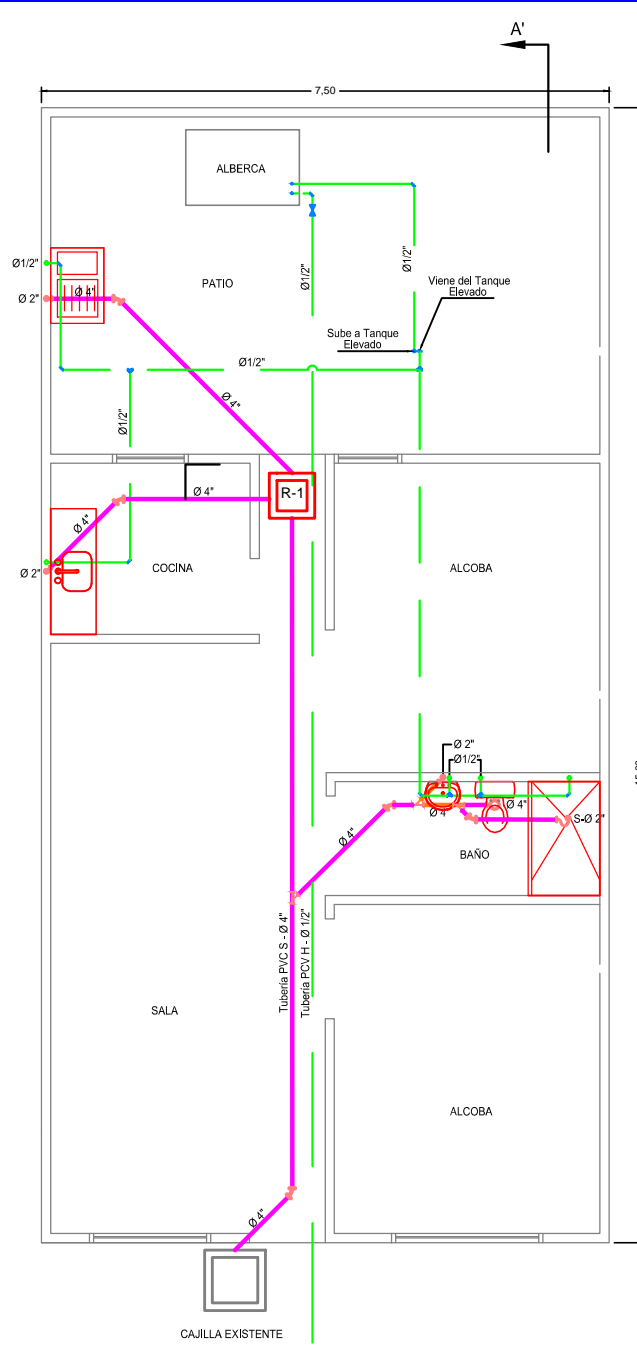 A'
7,50
ALBERCA
Ø1/2"
Ø 2"
Ø 4"
PATIO
Ø1/2"
Ø1/2"
Viene del Tanque
Elevado
Sube a Tanque
Elevado
Ø1/2"
Ø 4"
Ø1/2"
R-1
Ø 4"
Ø 4"
COCINA
Ø 2"
ALCOBA
Ø 2"
Ø1/2"
Ø 4"
Ø 4"
S-Ø 2"
BAÑO
Ø 4"
Tubería PVC S - Ø 4"
Tubería PCV H - Ø 1/2"
SALA
ALCOBA
Ø 4"
CAJILLA EXISTENTE